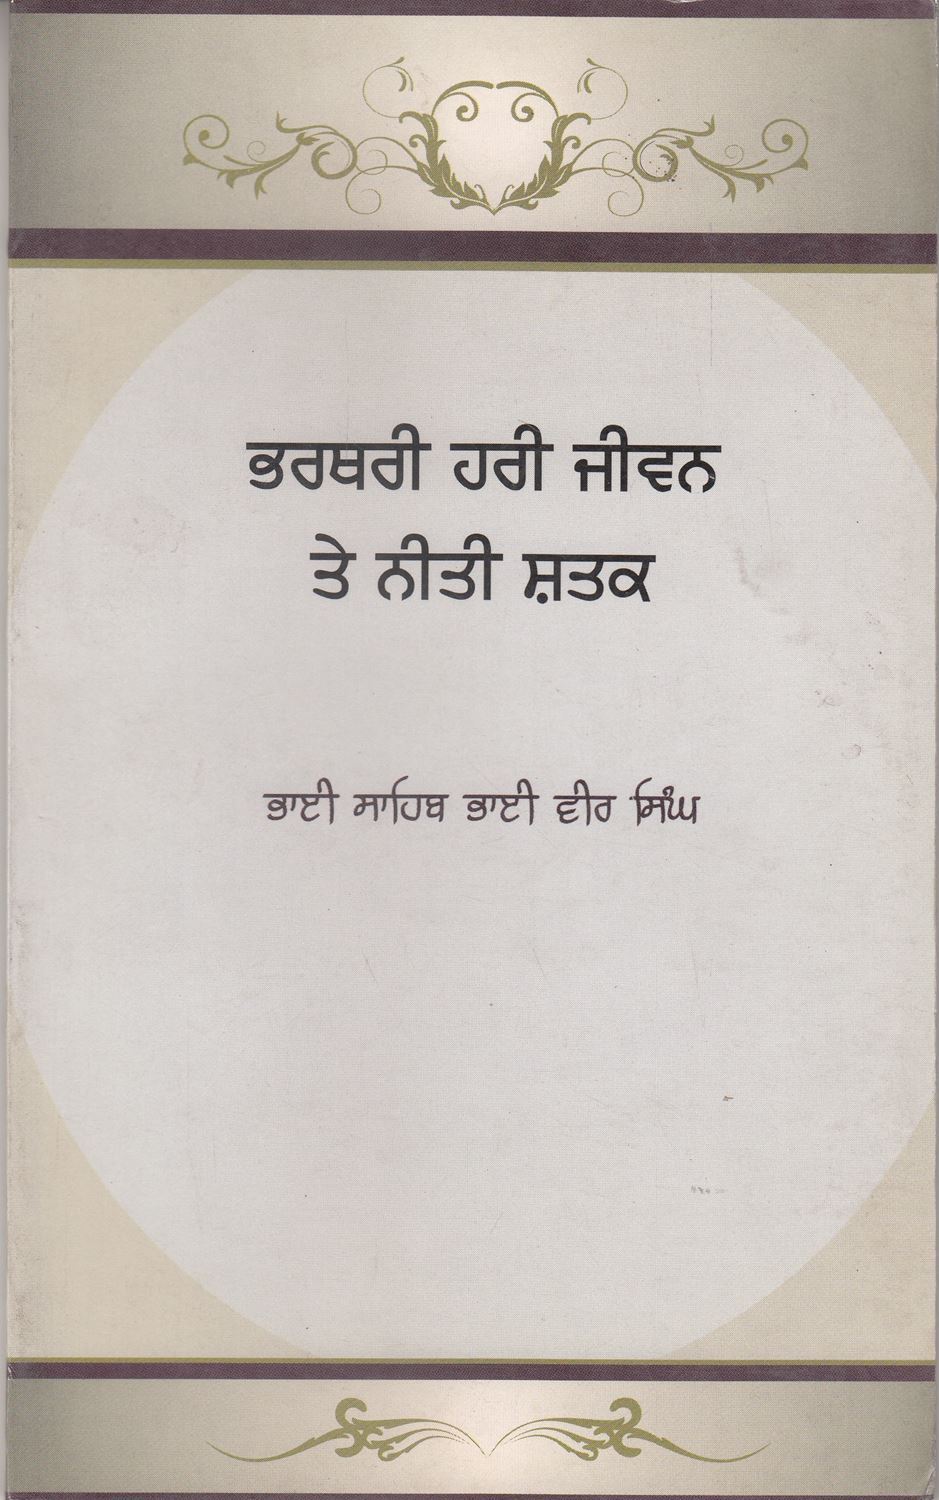 ਭਰਥਰੀ ਹਰੀ ਜੀਵਨ
ਤੇ ਨੀਤੀ ਸ਼ਤਕ
ਭਾਈ ਸਾਹਿਬ ਭਾਈ ਵੀਰ ਸਿੰਘ